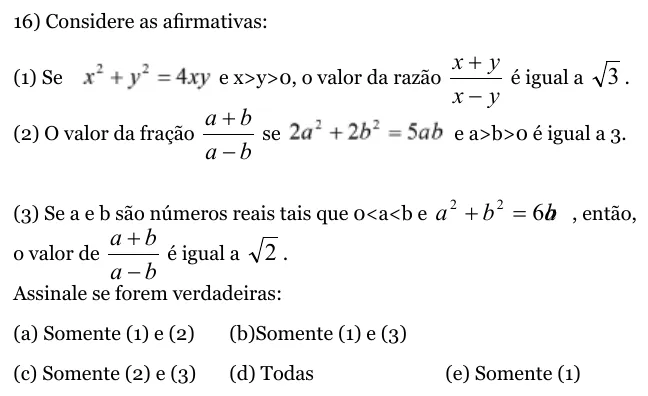 16) Considere as afirmativas:
(1) Se x² + y² = 4xy e x>y>0, o valor da razão (x + y)/(x − y) é igual a √3.
(2) O valor da fração (a + b)/(a − b) se 2a² + 2b² = 5ab e a>b>0 é igual a 3.
(3) Se a e b são números reais tais que 0<a<b e a² + b² = 6b , então,
o valor de (a + b)/(a − b) é igual a √2.
Assinale se forem verdadeiras:
(a) Somente (1) e (2) (b)Somente (1) e (3)
(c) Somente (2) e (3) (d) Todas (e) Somente (1)